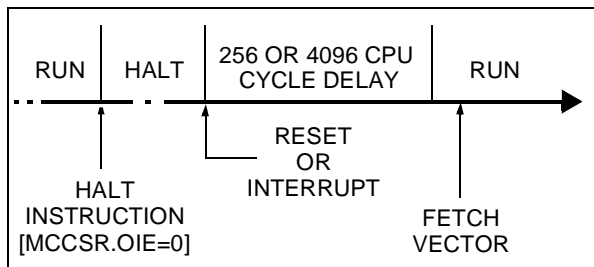 RUN
HALT
256 OR 4096 CPU
CYCLE DELAY
RUN
RESET
OR
INTERRUPT
HALT
INSTRUCTION
[MCCSR.OIE=0]
FETCH
VECTOR